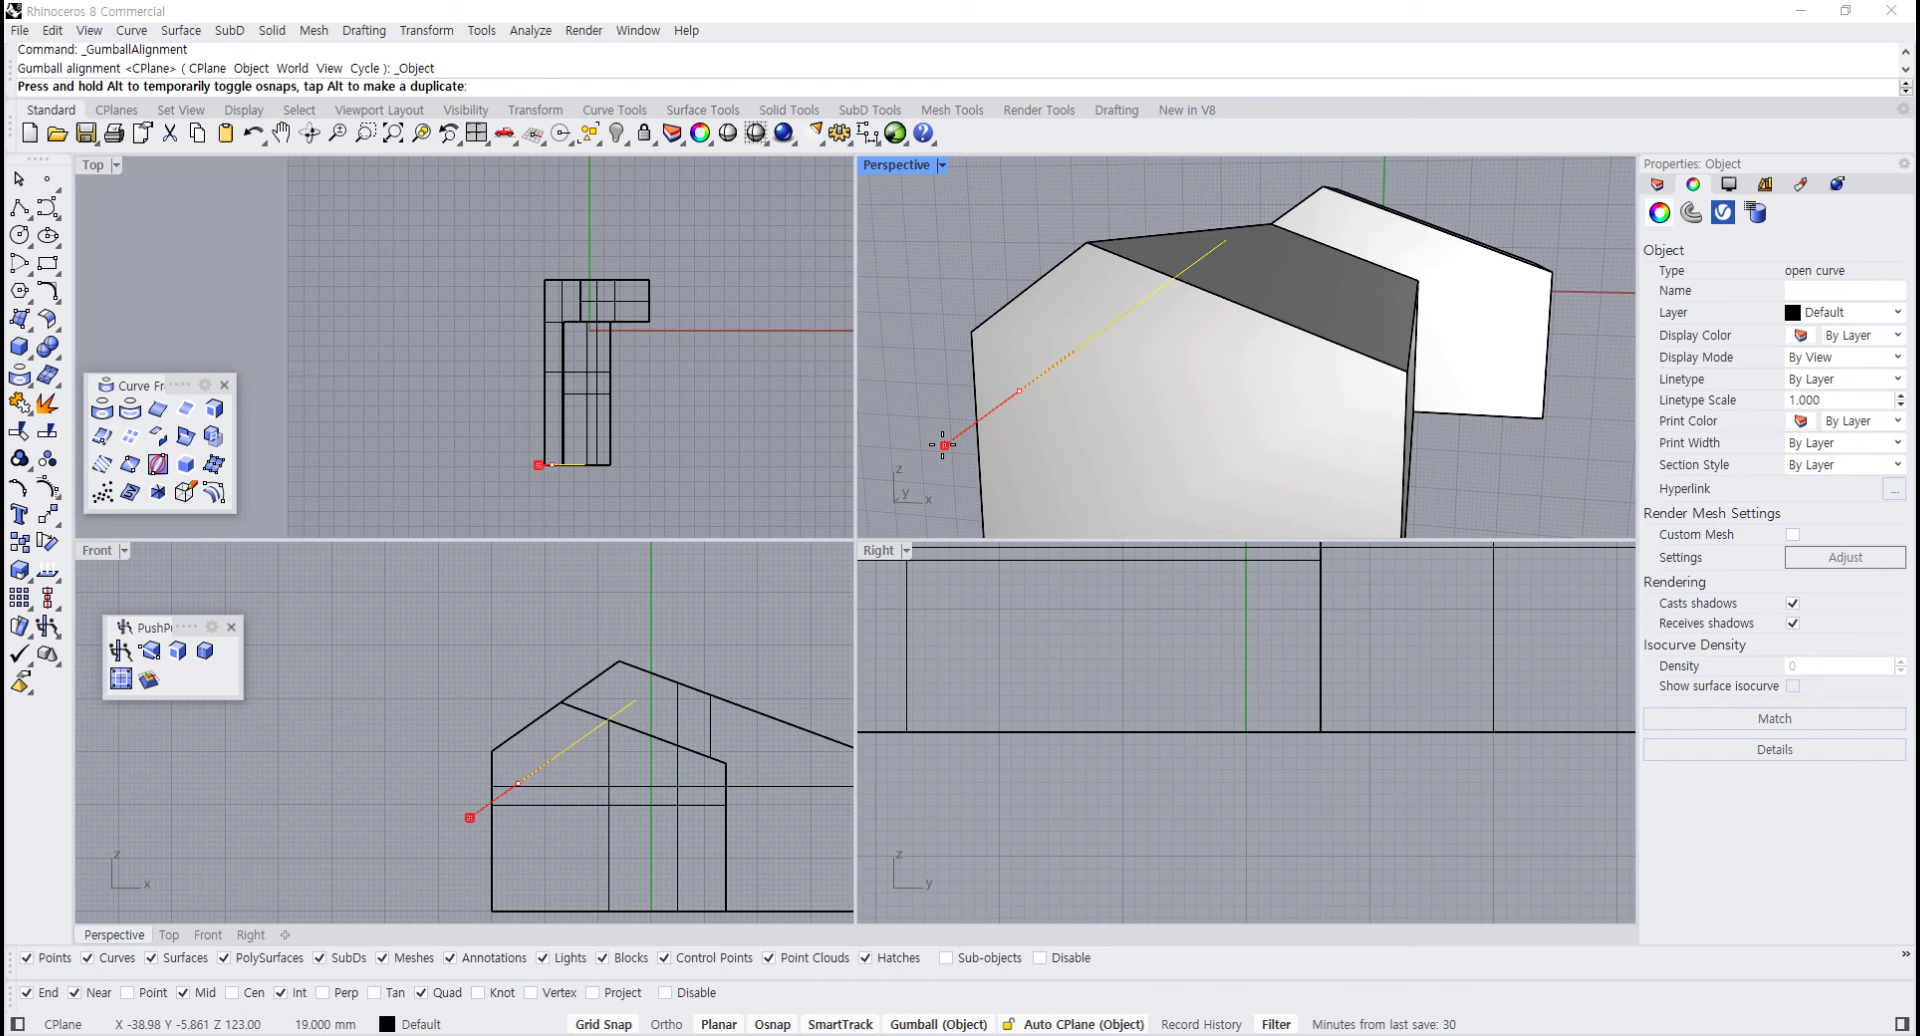 Rhinoceros 8 Commercial
File Edit View Curve Surface SubD Solid Mesh Drafting Transform Tools Analyze Render Window Help
Command: _GumballAlignment
Gumball alignment <CPlane> ( CPlane Object World View Cycle ): _Object
Press and hold Alt to temporarily toggle osnaps, tap Alt to make a duplicate:
Standard CPlanes Set View Display Select Viewport Layout Visibility Transform Curve Tools Surface Tools Solid Tools SubD Tools Mesh Tools Render Tools Drafting New in V8
Top
Perspective
Properties: Object
Object
Type open curve
Name
Layer Default
Display Color By Layer
Display Mode By View
Linetype By Layer
Linetype Scale 1.000
Print Color By Layer
Print Width By Layer
Section Style By Layer
Hyperlink ...
Render Mesh Settings
Custom Mesh
Settings Adjust
Rendering
Casts shadows
Receives shadows
Isocurve Density
Density 0
Show surface isocurve
Match
Details
Curve Fr
z
y x
Front
Right
PushPu
z
x
z
y
Perspective Top Front Right
Points Curves Surfaces PolySurfaces SubDs Meshes Annotations Lights Blocks Control Points Point Clouds Hatches Sub-objects Disable
End Near Point Mid Cen Int Perp Tan Quad Knot Vertex Project Disable
CPlane X -38.98 Y -5.861 Z 123.00 19.000 mm Default Grid Snap Ortho Planar Osnap SmartTrack Gumball (Object) Auto CPlane (Object) Record History Filter Minutes from last save: 30